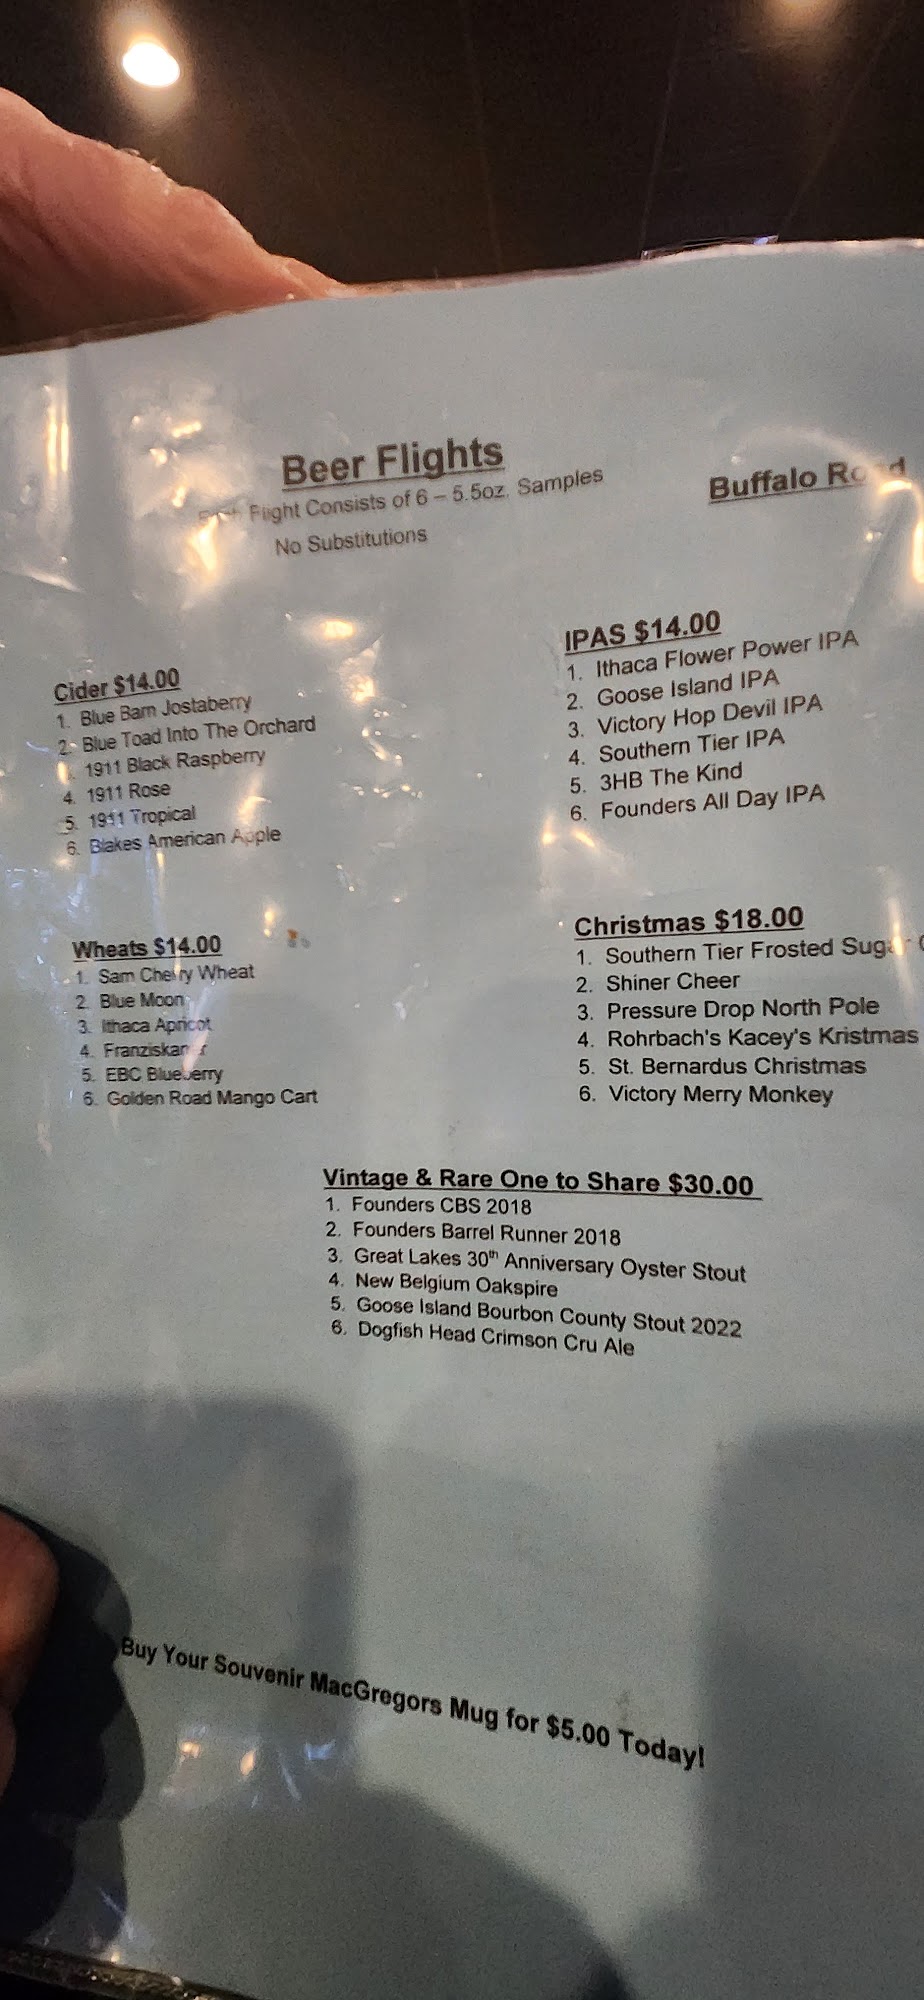 Beer Flights
Flight Consists of 6 – 5.5oz. Samples
No Substitutions
Buffalo Road
Cider $14.00
1. Blue Barn Jostaberry
2. Blue Toad Into The Orchard
1911 Black Raspberry
4. 1911 Rose
5. 1911 Tropical
6. Blakes American Apple
IPAS $14.00
1. Ithaca Flower Power IPA
2. Goose Island IPA
3. Victory Hop Devil IPA
4. Southern Tier IPA
5. 3HB The Kind
6. Founders All Day IPA
Wheats $14.00
1. Sam Cherry Wheat
2. Blue Moon
3. Ithaca Apricot
4. Franziskaner
5. EBC Blueberry
6. Golden Road Mango Cart
Christmas $18.00
1. Southern Tier Frosted Sugar
2. Shiner Cheer
3. Pressure Drop North Pole
4. Rohrbach's Kacey's Kristmas
5. St. Bernardus Christmas
6. Victory Merry Monkey
Vintage & Rare One to Share $30.00
1. Founders CBS 2018
2. Founders Barrel Runner 2018
3. Great Lakes 30th Anniversary Oyster Stout
4. New Belgium Oakspire
5. Goose Island Bourbon County Stout 2022
6. Dogfish Head Crimson Cru Ale
Buy Your Souvenir MacGregors Mug for $5.00 Today!